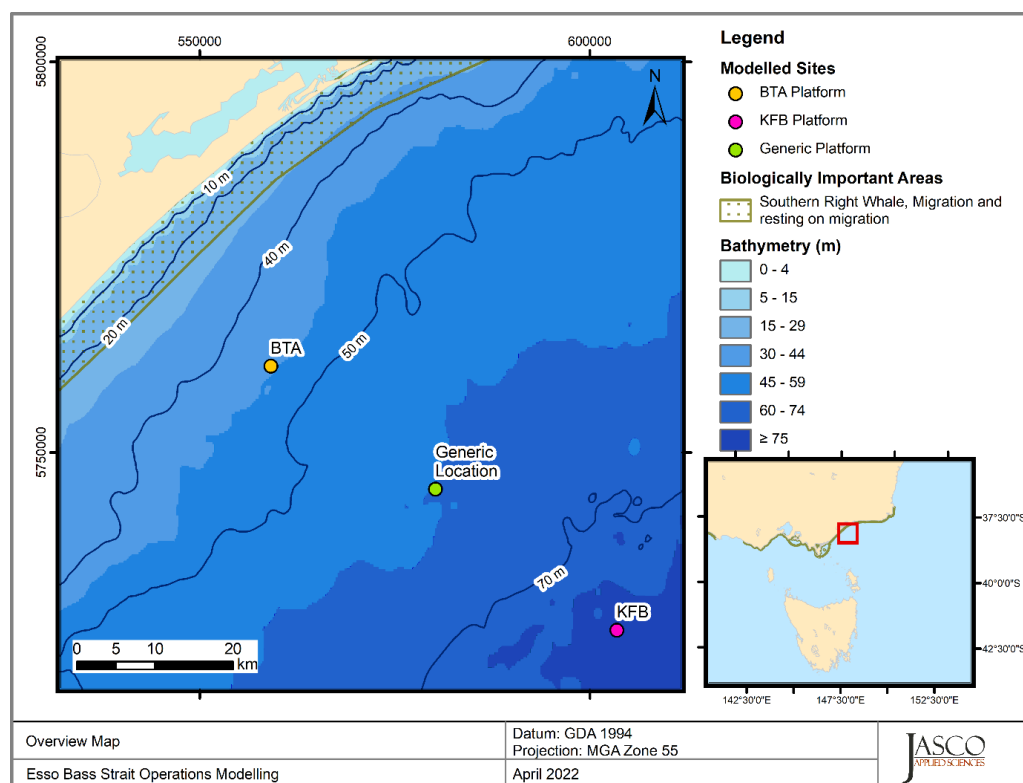 550000
600000
5800000
5750000
10 m
20 m
40 m
50 m
70 m
BTA
Generic
Location
KFB
N
0 5 10 20
km
Legend
Modelled Sites
BTA Platform
KFB Platform
Generic Platform
Biologically Important Areas
Southern Right Whale, Migration and
resting on migration
Bathymetry (m)
0 - 4
5 - 15
15 - 29
30 - 44
45 - 59
60 - 74
≥ 75
37°30'0"S
40°0'0"S
42°30'0"S
142°30'0"E
147°30'0"E
152°30'0"E
Overview Map
Datum: GDA 1994
Projection: MGA Zone 55
Esso Bass Strait Operations Modelling
April 2022
JASCO
APPLIED SCIENCES